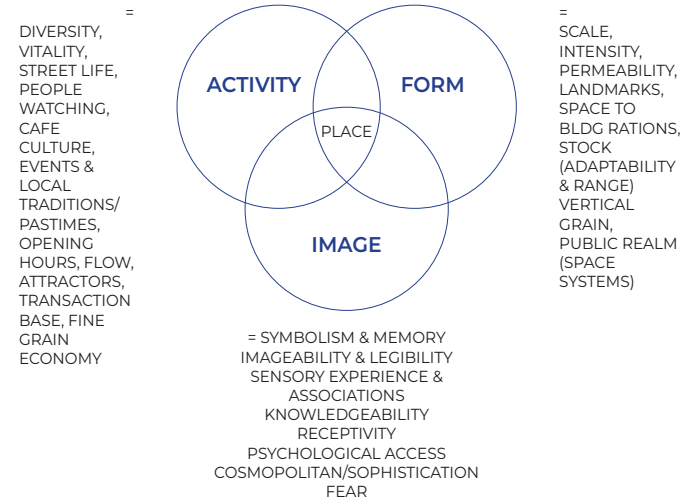 =
DIVERSITY,
VITALITY,
STREET LIFE,
PEOPLE
WATCHING,
CAFE
CULTURE,
EVENTS &
LOCAL
TRADITIONS/
PASTIMES,
OPENING
HOURS, FLOW,
ATTRACTORS,
TRANSACTION
BASE, FINE
GRAIN
ECONOMY
ACTIVITY
FORM
PLACE
IMAGE
=
SCALE,
INTENSITY,
PERMEABILITY,
LANDMARKS,
SPACE TO
BLDG RATIONS,
STOCK
(ADAPTABILITY
& RANGE)
VERTICAL
GRAIN,
PUBLIC REALM
(SPACE
SYSTEMS)
= SYMBOLISM & MEMORY
IMAGEABILITY & LEGIBILITY
SENSORY EXPERIENCE &
ASSOCIATIONS
KNOWLEDGEABILITY
RECEPTIVITY
PSYCHOLOGICAL ACCESS
COSMOPOLITAN/SOPHISTICATION
FEAR